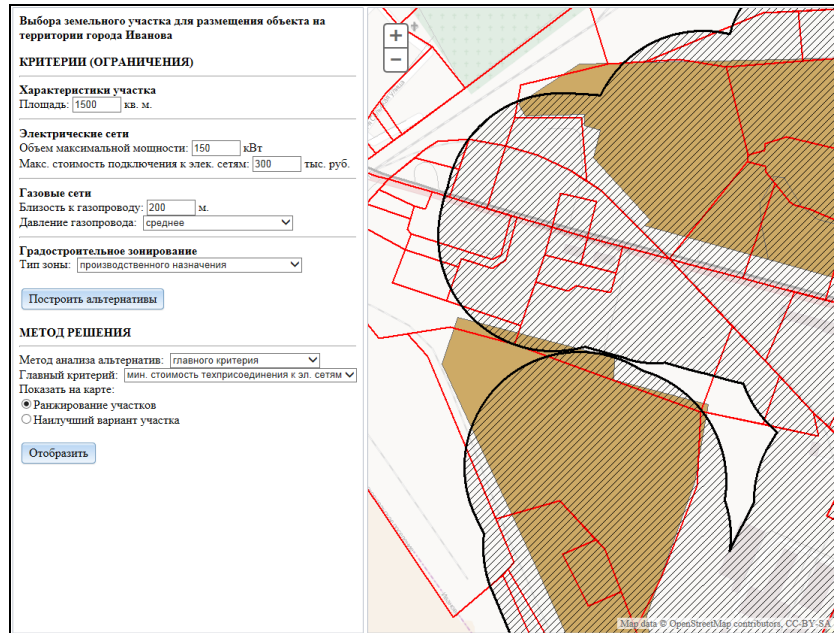 Выбора земельного участка для размещения объекта на
территории города Иванова
КРИТЕРИИ (ОГРАНИЧЕНИЯ)
Характеристики участка
Площадь: 1500 кв. м.
Электрические сети
Объем максимальной мощности: 150 кВт
Макс. стоимость подключения к элек. сетям: 300 тыс. руб.
Газовые сети
Близость к газопроводу: 200 м.
Давление газопровода: среднее
Градостроительное зонирование
Тип зоны: производственного назначения
Построить альтернативы
МЕТОД РЕШЕНИЯ
Метод анализа альтернатив: главного критерия
Главный критерий: мин. стоимость техприсоединения к эл. сетям
Показать на карте:
Ранжирование участков
Наилучший вариант участка
Отобразить
+
−
Map data © OpenStreetMap contributors, CC-BY-SA